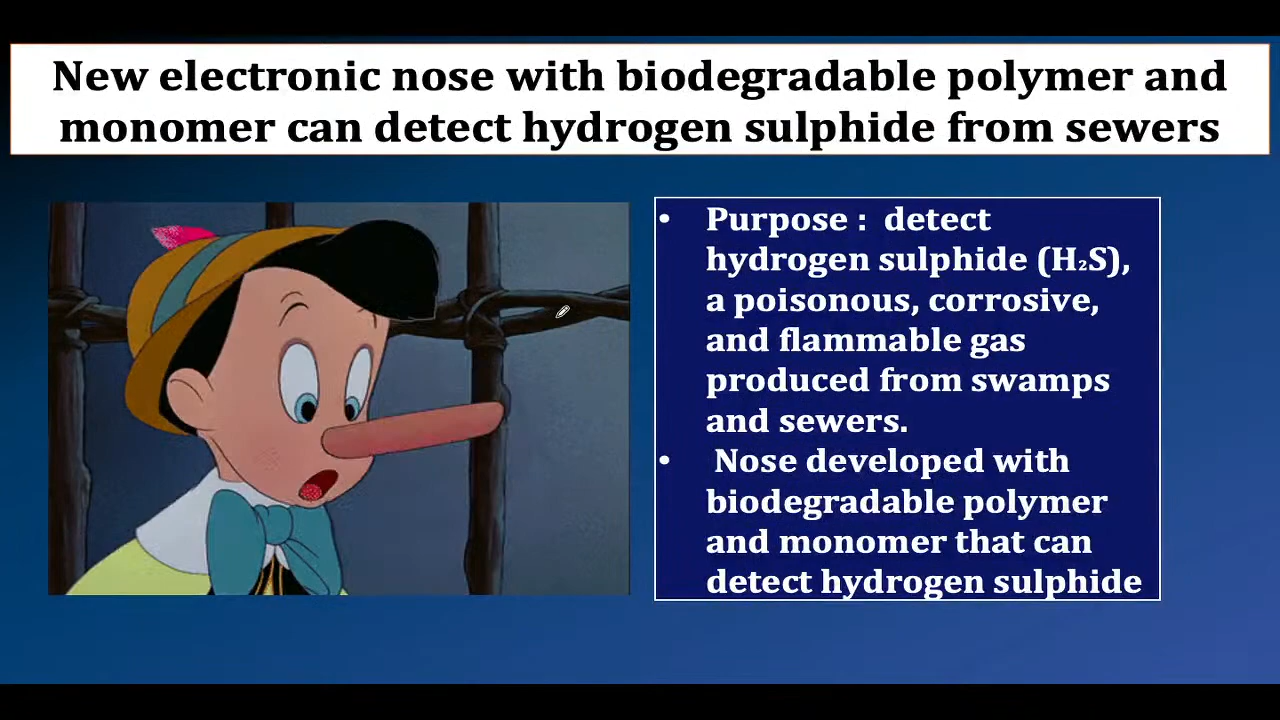 New electronic nose with biodegradable polymer and
monomer can detect hydrogen sulphide from sewers
• Purpose : detect
hydrogen sulphide (H₂S),
a poisonous, corrosive,
and flammable gas
produced from swamps
and sewers.
• Nose developed with
biodegradable polymer
and monomer that can
detect hydrogen sulphide